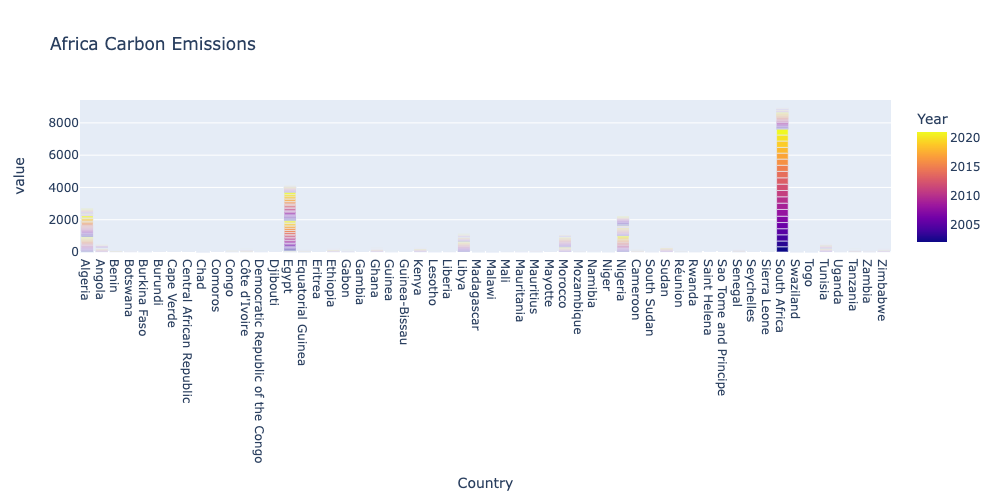 Africa Carbon Emissions
value
8000
6000
4000
2000
0
Algeria
Angola
Benin
Botswana
Burkina Faso
Burundi
Cape Verde
Central African Republic
Chad
Comoros
Congo
Côte d'Ivoire
Democratic Republic of the Congo
Djibouti
Egypt
Equatorial Guinea
Eritrea
Ethiopia
Gabon
Gambia
Ghana
Guinea
Guinea-Bissau
Kenya
Lesotho
Liberia
Libya
Madagascar
Malawi
Mali
Mauritania
Mauritius
Mayotte
Morocco
Mozambique
Namibia
Niger
Nigeria
Cameroon
South Sudan
Sudan
Réunion
Rwanda
Saint Helena
Sao Tome and Principe
Senegal
Seychelles
Sierra Leone
South Africa
Swaziland
Togo
Tunisia
Uganda
Tanzania
Zambia
Zimbabwe
Country
Year
2020
2015
2010
2005